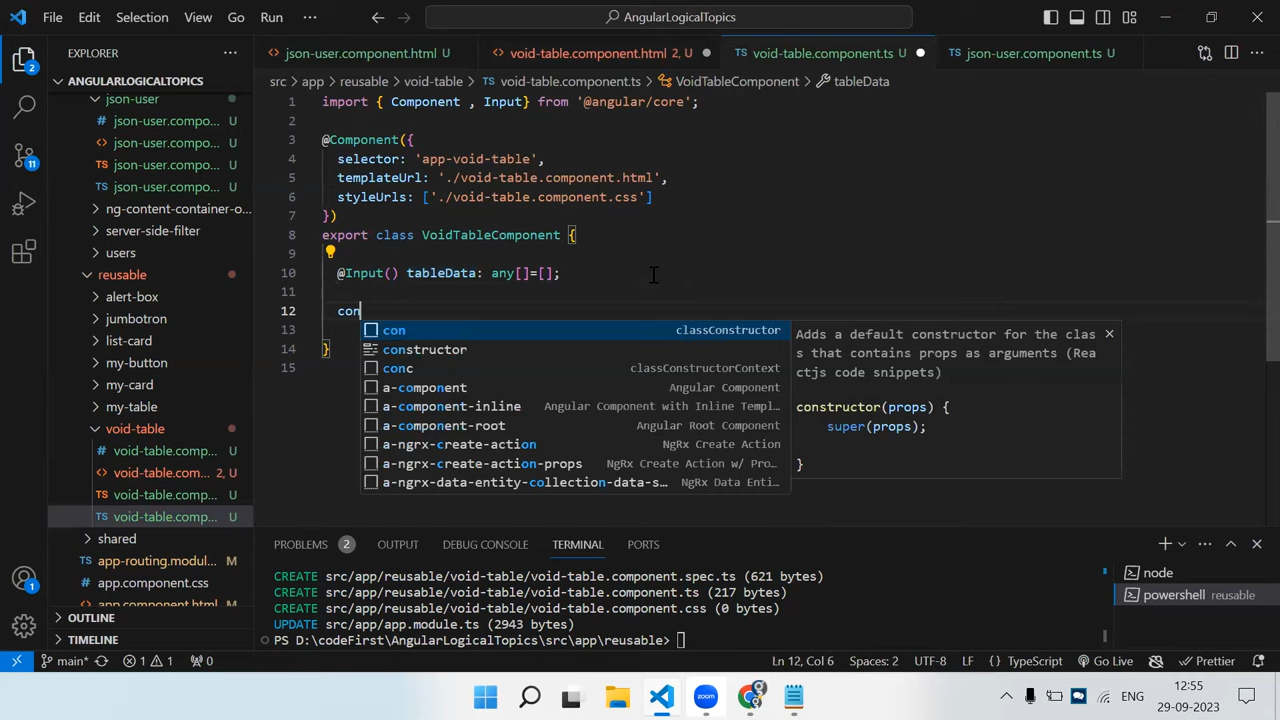 File Edit Selection View Go Run ··· AngularLogicalTopics
EXPLORER ···
ANGULARLOGICALTOPICS
json-user
# json-user.compo... U
<> json-user.compo... U
TS json-user.compo... U
TS json-user.compo... U
ng-content-container-o...
server-side-filter
users
reusable
alert-box
jumbotron
list-card
my-button
my-card
my-table
void-table
# void-table.comp... U
<> void-table.com... 2, U
TS void-table.comp... U
TS void-table.comp... U
shared
TS app-routing.modul... M
# app.component.css
<> app.component.html M
OUTLINE
TIMELINE
2
11
1
<> json-user.component.html U
<> void-table.component.html 2, U
TS void-table.component.ts U
TS json-user.component.ts U
src > app > reusable > void-table > TS void-table.component.ts > VoidTableComponent > tableData
1 import { Component , Input} from '@angular/core';
2
3 @Component({
4 selector: 'app-void-table',
5 templateUrl: './void-table.component.html',
6 styleUrls: ['./void-table.component.css']
7 })
8 export class VoidTableComponent {
9
10 @Input() tableData: any[]=[];
11
12 con
13
14 }
15
con classConstructor
constructor
conc classConstructorContext
a-component Angular Component
a-component-inline Angular Component with Inline Templ...
a-component-root Angular Root Component
a-ngrx-create-action NgRx Create Action
a-ngrx-create-action-props NgRx Create Action w/ Pro...
a-ngrx-data-entity-collection-data-s... NgRx Data Enti...
Adds a default constructor for the clas
s that contains props as arguments (Rea
ctjs code snippets)
constructor(props) {
super(props);
}
PROBLEMS 2 OUTPUT DEBUG CONSOLE TERMINAL PORTS
CREATE src/app/reusable/void-table/void-table.component.spec.ts (621 bytes)
CREATE src/app/reusable/void-table/void-table.component.ts (217 bytes)
CREATE src/app/reusable/void-table/void-table.component.css (0 bytes)
UPDATE src/app/app.module.ts (2943 bytes)
PS D:\codeFirst\AngularLogicalTopics\src\app\reusable>
node
powershell reusable
main* 1 1 0 Ln 12, Col 6 Spaces: 2 UTF-8 LF {} TypeScript Go Live Prettier
ENG 12:55
29-09-2023